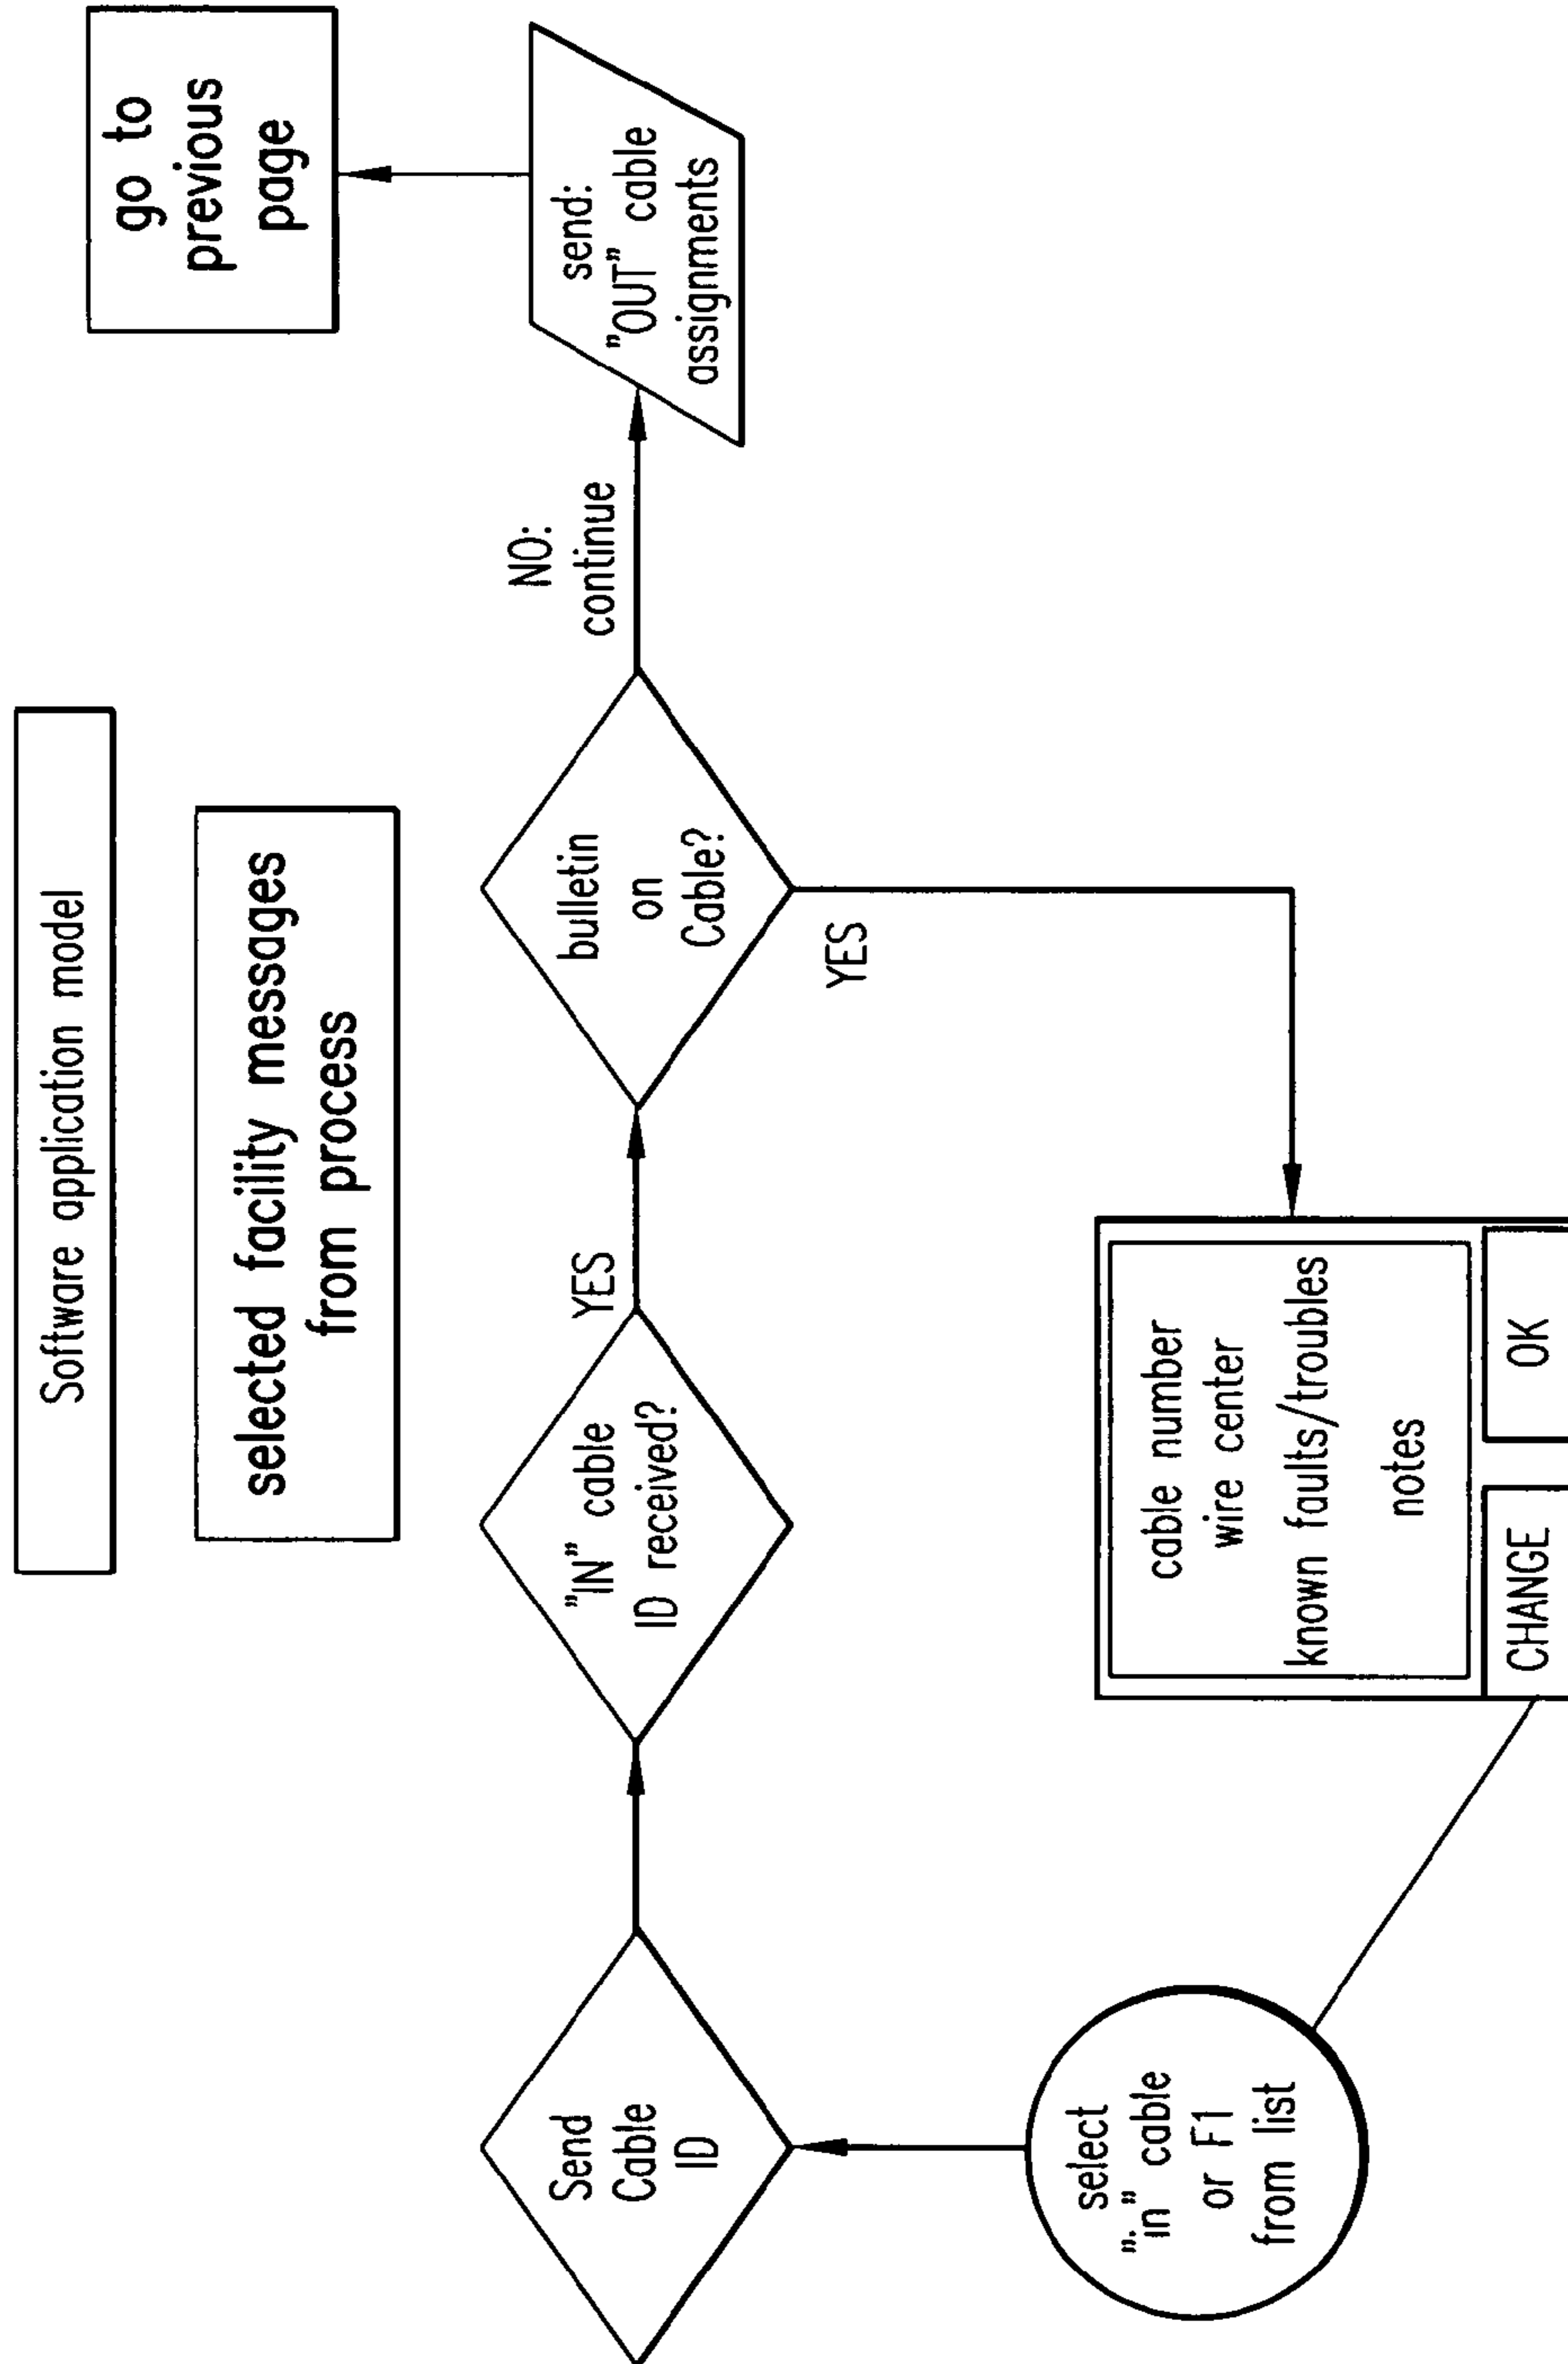 Software application model
selected facility messages
from process
Send
Cable
ID
"IN" cable
ID received?
YES
bulletin
on
Cable?
NO:
continue
YES
send:
"OUT" cable
assignments
go to
previous
page
select
"in" cable
or F1
from list
cable number
wire center
known faults/troubles
notes
CHANGE
OK